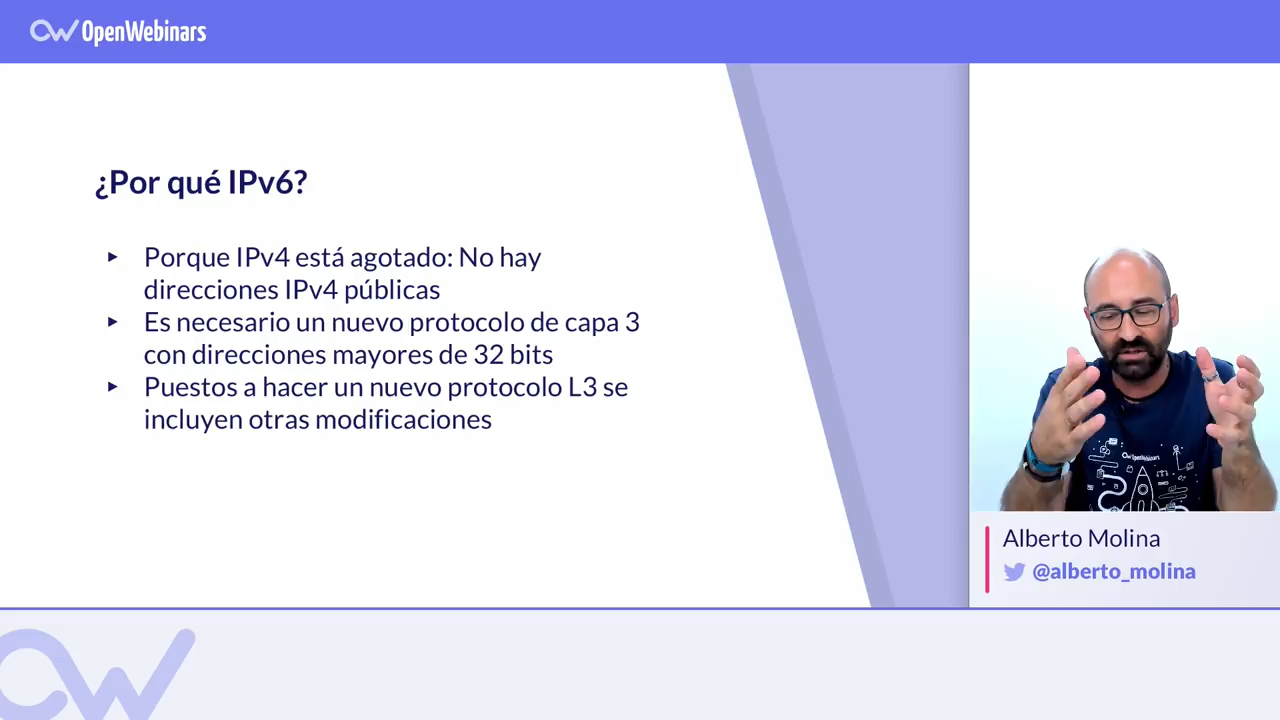 OpenWebinars
¿Por qué IPv6?
▸ Porque IPv4 está agotado: No hay
direcciones IPv4 públicas
▸ Es necesario un nuevo protocolo de capa 3
con direcciones mayores de 32 bits
▸ Puestos a hacer un nuevo protocolo L3 se
incluyen otras modificaciones
OpenWebinars
Alberto Molina
@alberto_molina